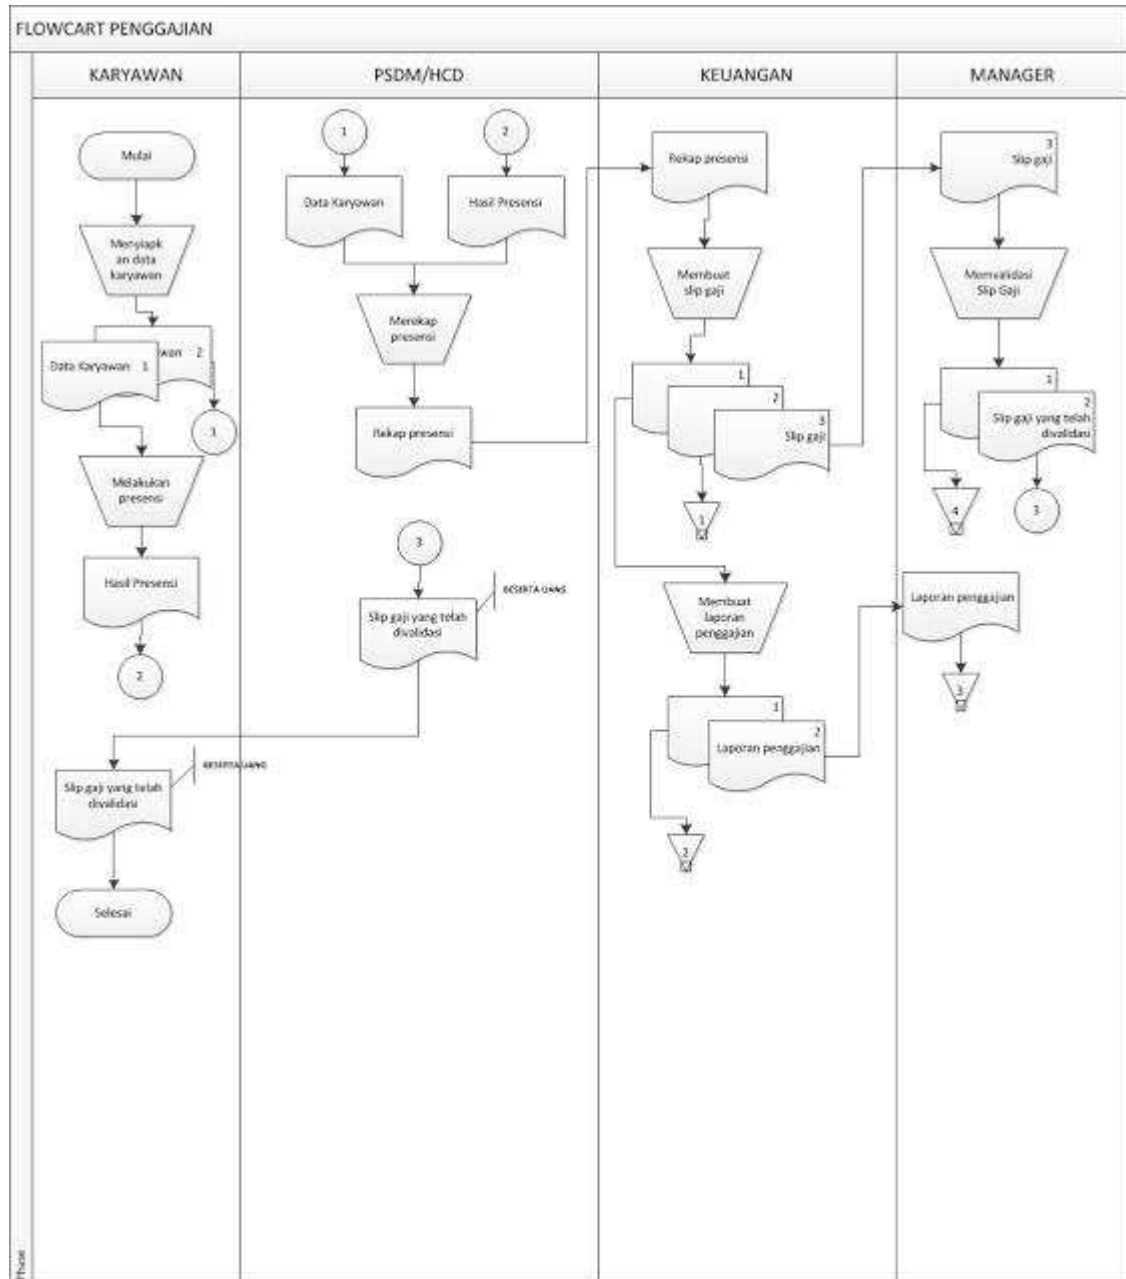 FLOWCART PENGGAJIAN
KARYAWAN
PSDM/HCD
KEUANGAN
MANAGER
Mulai
Menyiapk
an data
karyawan
wan 2
Data Karyawan 1
1
Melakukan
presensi
Hasil Presensi
2
BESERTA UANG
Slip gaji yang telah
divalidasi
Selesai
1
2
Data Karyawan
Hasil Presensi
Merekap
presensi
Rekap presensi
3
BESERTA UANG
Slip gaji yang telah
divalidasi
Rekap presensi
Membuat
slip gaji
1
2
3
Slip gaji
1
Membuat
laporan
penggajian
1
2
Laporan penggajian
2
3
Slip gaji
Memvalidasi
Slip Gaji
1
2
Slip gaji yang telah
divalidasi
4
3
Laporan penggajian
3
Phase